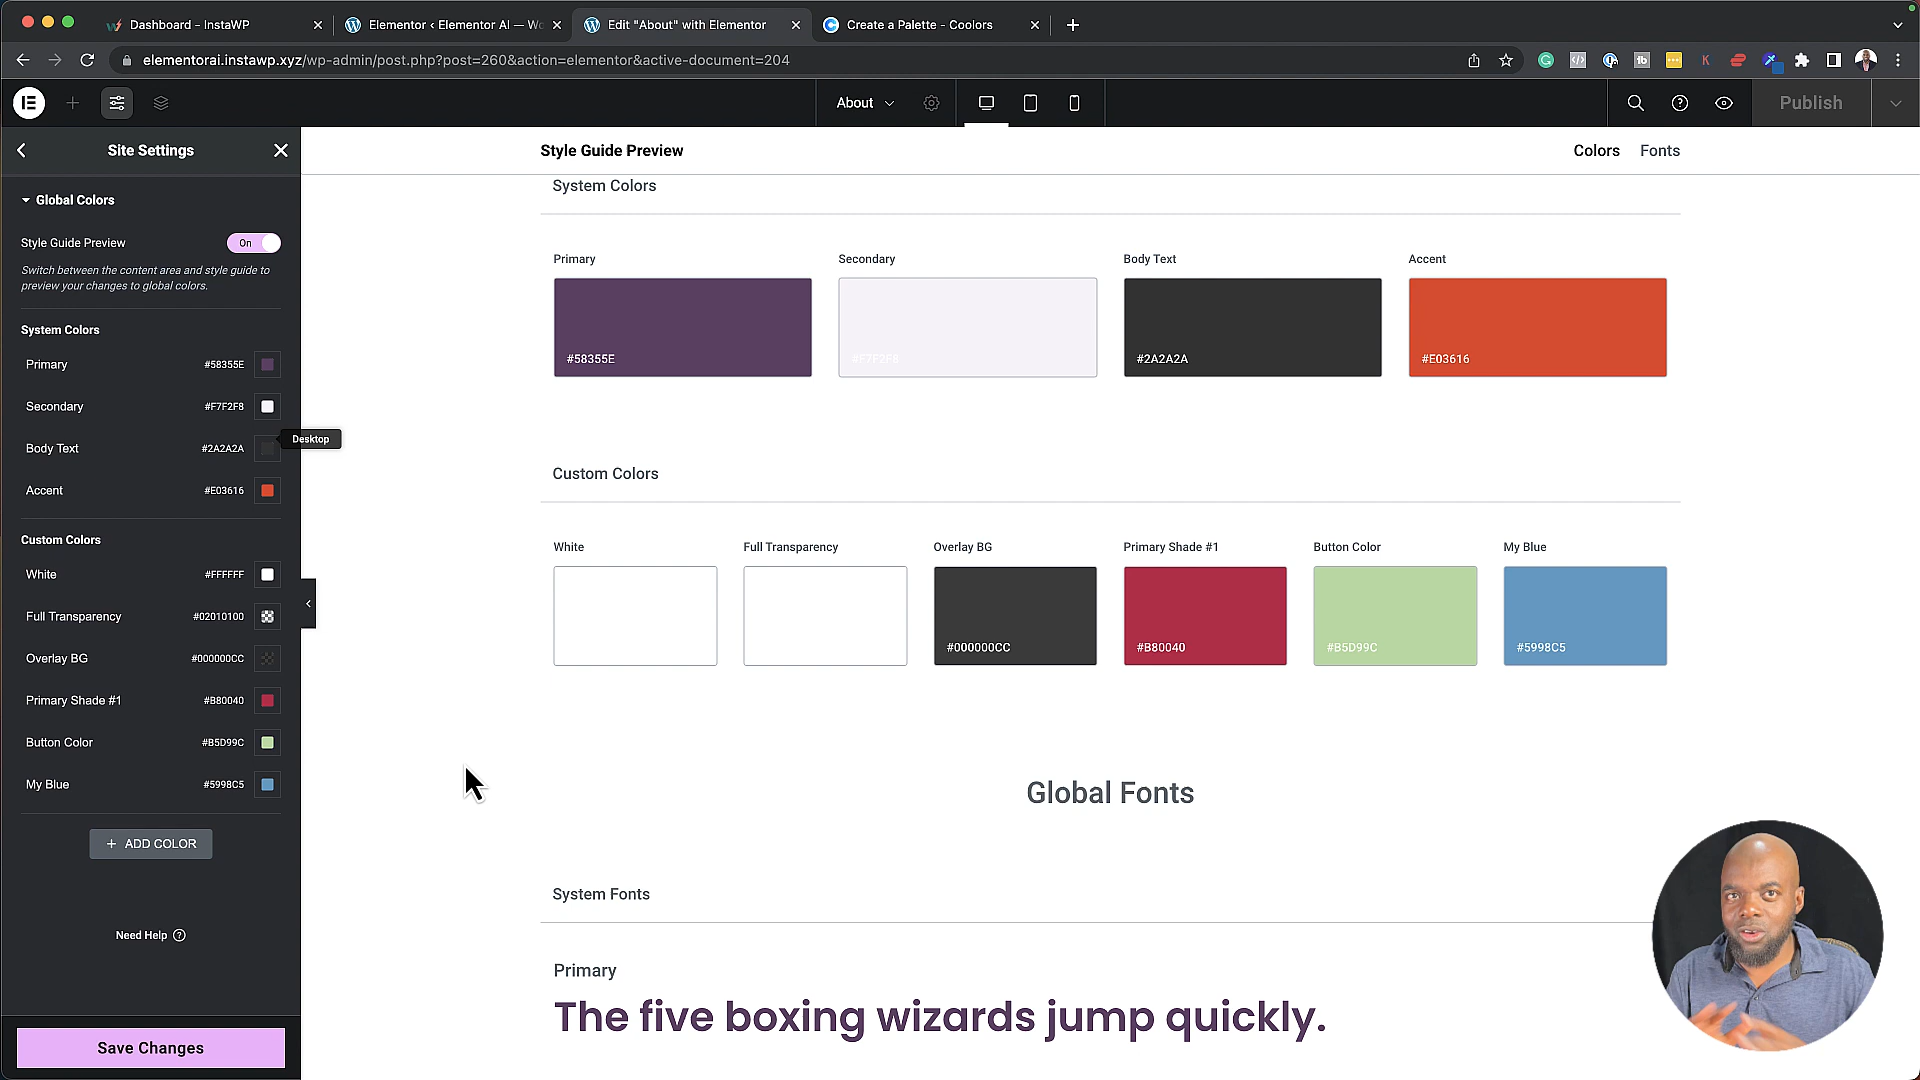 Dashboard - InstaWP
Elementor ‹ Elementor AI — Wo
Edit "About" with Elementor
Create a Palette - Coolors
elementorai.instawp.xyz/wp-admin/post.php?post=260&action=elementor&active-document=204
About
Publish
Site Settings
Global Colors
Style Guide Preview
On
Switch between the content area and style guide to
preview your changes to global colors.
System Colors
Primary #58355E
Secondary #F7F2F8
Body Text #2A2A2A
Accent #E03616
Desktop
Custom Colors
White #FFFFFF
Full Transparency #02010100
Overlay BG #000000CC
Primary Shade #1 #B80040
Button Color #B5D99C
My Blue #5998C5
+ ADD COLOR
Need Help ?
Save Changes
Style Guide Preview
Colors Fonts
System Colors
Primary Secondary Body Text Accent
#58355E #F7F2F8 #2A2A2A #E03616
Custom Colors
White Full Transparency Overlay BG Primary Shade #1 Button Color My Blue
#000000CC #B80040 #B5D99C #5998C5
Global Fonts
System Fonts
Primary
The five boxing wizards jump quickly.